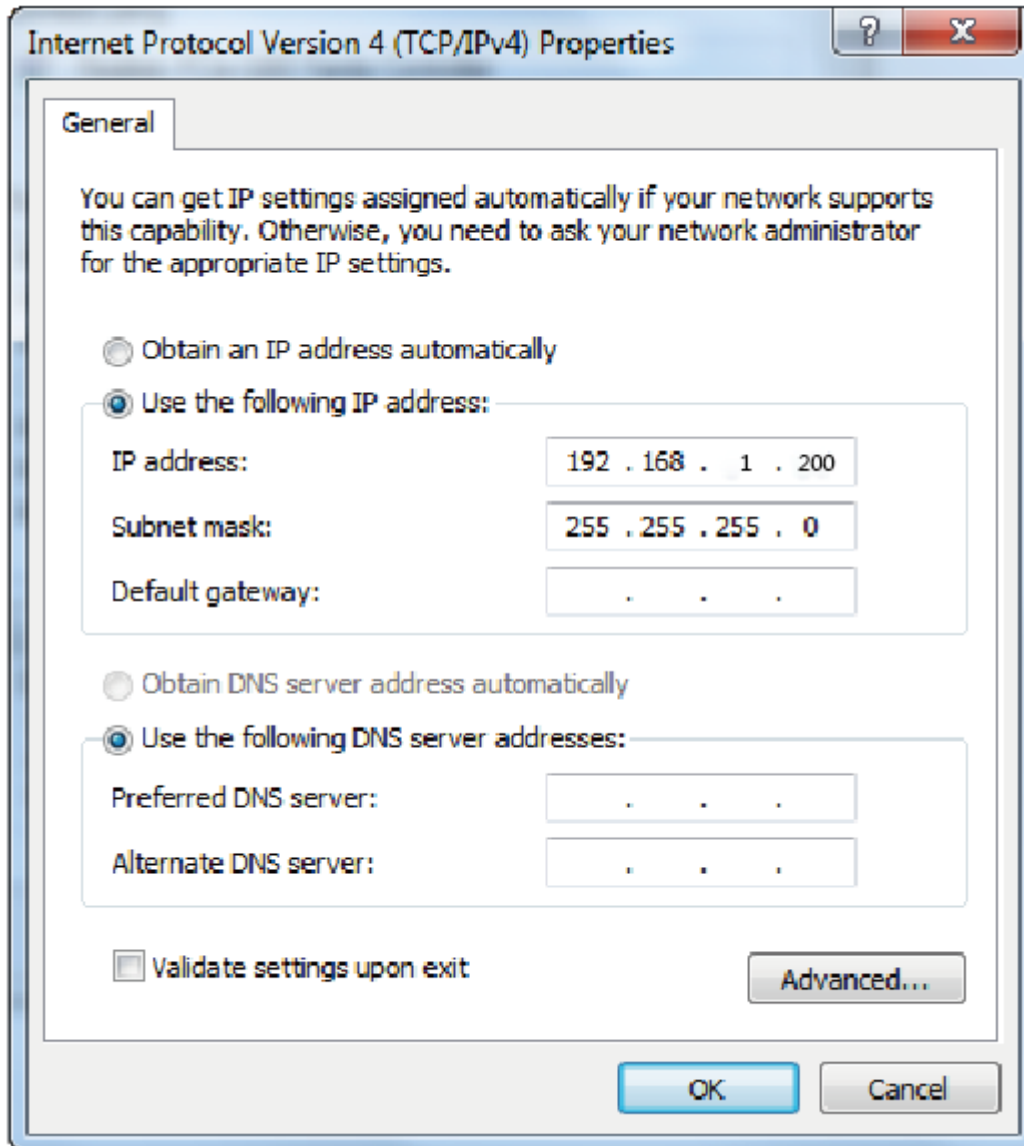 Internet Protocol Version 4 (TCP/IPv4) Properties
?
General
You can get IP settings assigned automatically if your network supports
this capability. Otherwise, you need to ask your network administrator
for the appropriate IP settings.
Obtain an IP address automatically
Use the following IP address:
IP address: 192 . 168 . 1 . 200
Subnet mask: 255 . 255 . 255 . 0
Default gateway: . . .
Obtain DNS server address automatically
Use the following DNS server addresses:
Preferred DNS server: . . .
Alternate DNS server: . . .
Validate settings upon exit
Advanced...
OK Cancel